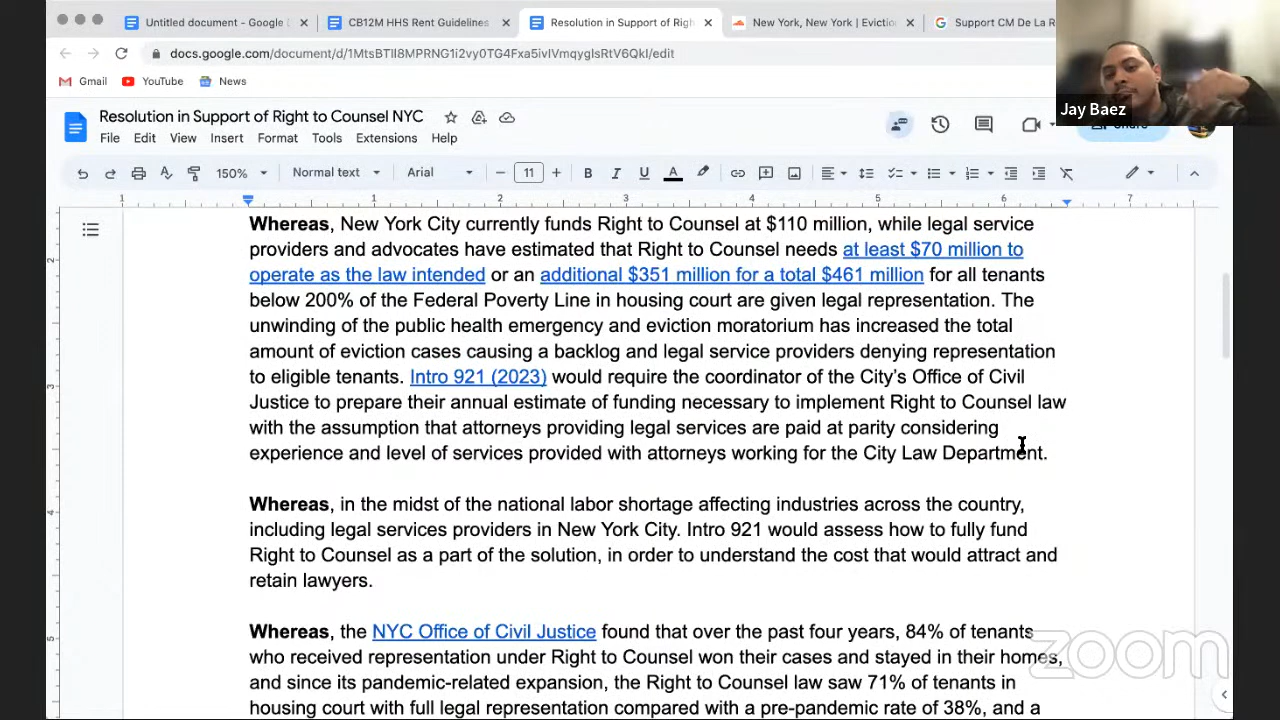 Untitled document - Google
CB12M HHS Rent Guidelines
Resolution in Support of Righ
New York, New York | Eviction
Support CM De La R
docs.google.com/document/d/1MtsBTlI8MPRNG1i2vy0TG4Fxa5ivIVmqyglsRtV6QkI/edit
Gmail
YouTube
News
Jay Baez
Resolution in Support of Right to Counsel NYC
File Edit View Insert Format Tools Extensions Help
Share
150% Normal text Arial 11 B I U A
1 1 2 3 4 5 6 7
Whereas, New York City currently funds Right to Counsel at $110 million, while legal service
providers and advocates have estimated that Right to Counsel needs at least $70 million to
operate as the law intended or an additional $351 million for a total $461 million for all tenants
below 200% of the Federal Poverty Line in housing court are given legal representation. The
unwinding of the public health emergency and eviction moratorium has increased the total
amount of eviction cases causing a backlog and legal service providers denying representation
to eligible tenants. Intro 921 (2023) would require the coordinator of the City's Office of Civil
Justice to prepare their annual estimate of funding necessary to implement Right to Counsel law
with the assumption that attorneys providing legal services are paid at parity considering
experience and level of services provided with attorneys working for the City Law Department.
Whereas, in the midst of the national labor shortage affecting industries across the country,
including legal services providers in New York City. Intro 921 would assess how to fully fund
Right to Counsel as a part of the solution, in order to understand the cost that would attract and
retain lawyers.
Whereas, the NYC Office of Civil Justice found that over the past four years, 84% of tenants
who received representation under Right to Counsel won their cases and stayed in their homes,
and since its pandemic-related expansion, the Right to Counsel law saw 71% of tenants in
housing court with full legal representation compared with a pre-pandemic rate of 38%, and a
zoom
2
3
4
5